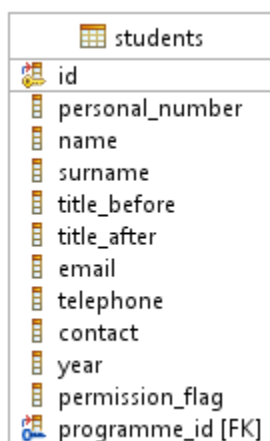 students
id
personal_number
name
surname
title_before
title_after
email
telephone
contact
year
permission_flag
programme_id [FK]